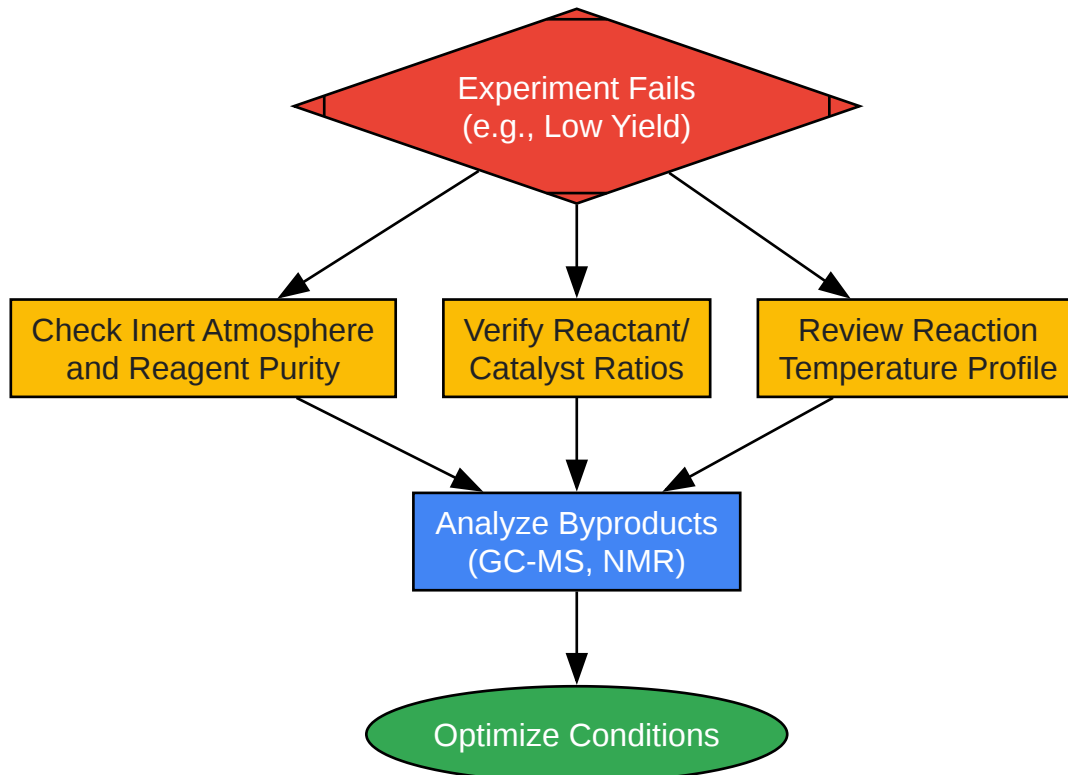 Experiment Fails
(e.g., Low Yield)
Check Inert Atmosphere
and Reagent Purity
Verify Reactant/
Catalyst Ratios
Review Reaction
Temperature Profile
Analyze Byproducts
(GC-MS, NMR)
Optimize Conditions